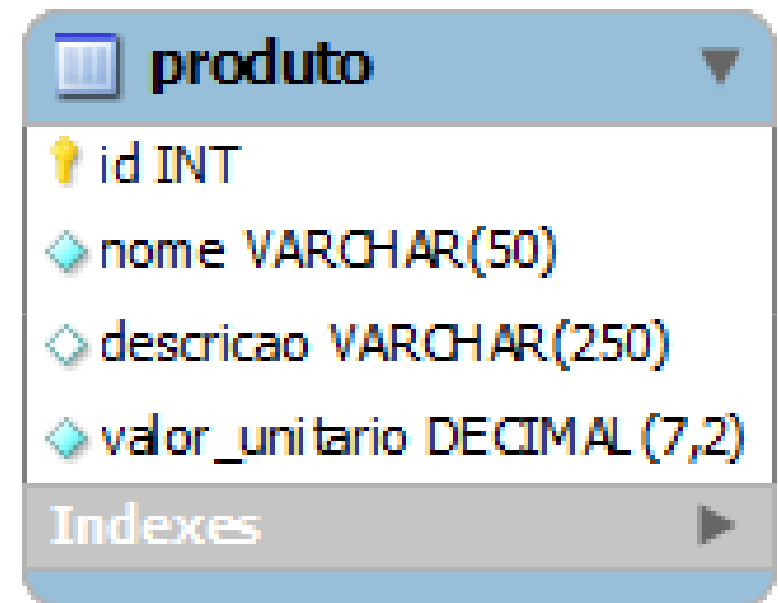 produto
id INT
nome VARCHAR(50)
descricao VARCHAR(250)
valor_unitario DECIMAL(7,2)
Indexes